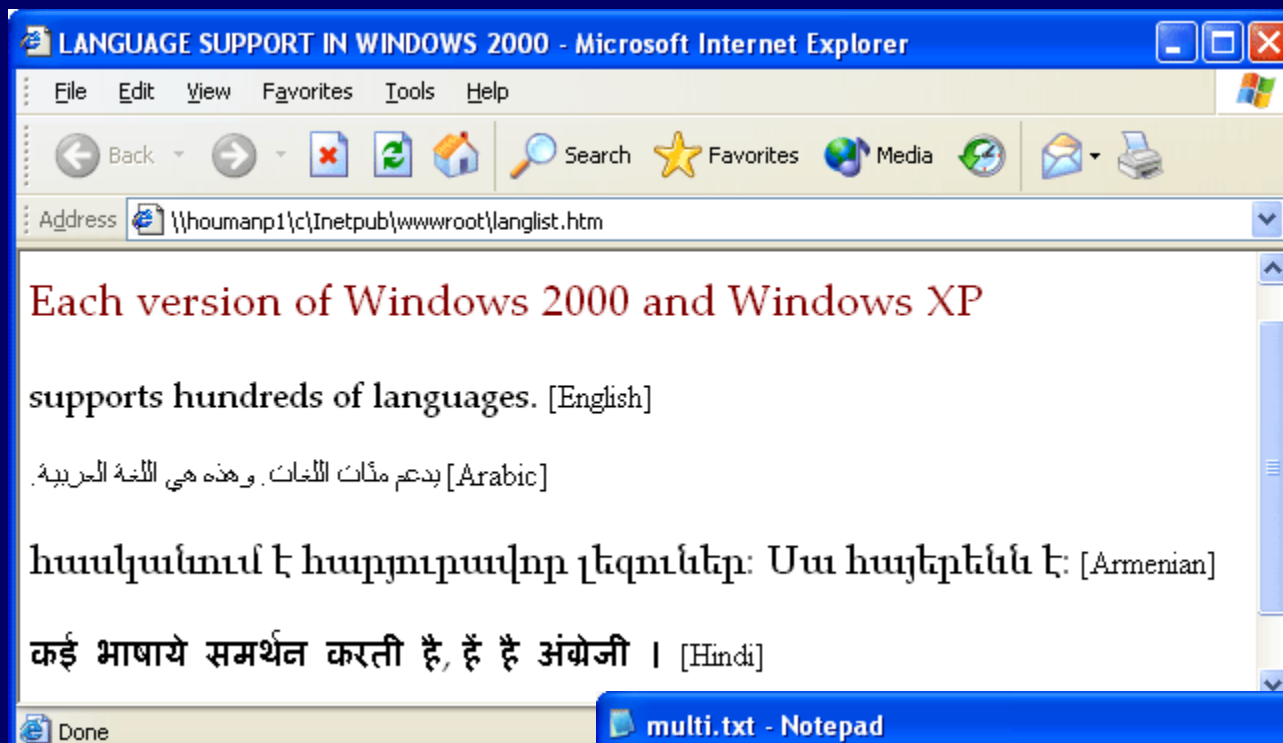 LANGUAGE SUPPORT IN WINDOWS 2000 - Microsoft Internet Explorer
File Edit View Favorites Tools Help
Back Search Favorites Media
Address \\houmanp1\c\Inetpub\wwwroot\langlist.htm
Each version of Windows 2000 and Windows XP
supports hundreds of languages. [English]
يدعم مئات اللغات. وهذه هي اللغة العربية. [Arabic]
հասկանում է հարյուրավոր լեզուներ: Սա հայերենն է: [Armenian]
कई भाषाये समर्थन करती है, हें है अंग्रेजी । [Hindi]
Done
multi.txt - Notepad